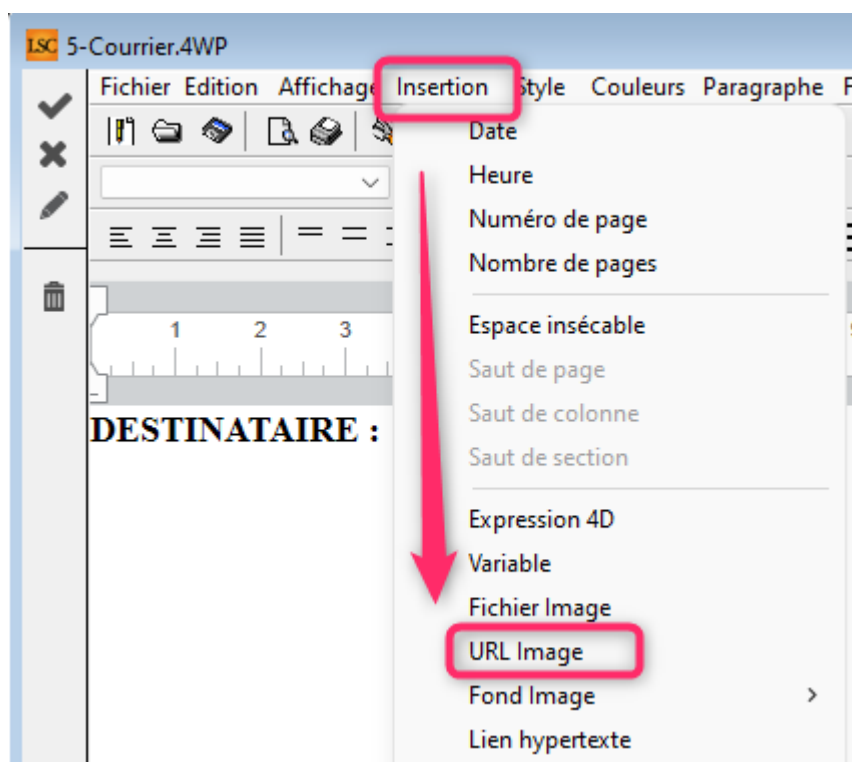 LSC 5-Courrier.4WP
Fichier Edition Affichage Insertion Style Couleurs Paragraphe F
Date
Heure
Numéro de page
Nombre de pages
Espace insécable
1 2 3
Saut de page
Saut de colonne
DESTINATAIRE :
Saut de section
Expression 4D
Variable
Fichier Image
URL Image
Fond Image
Lien hypertexte